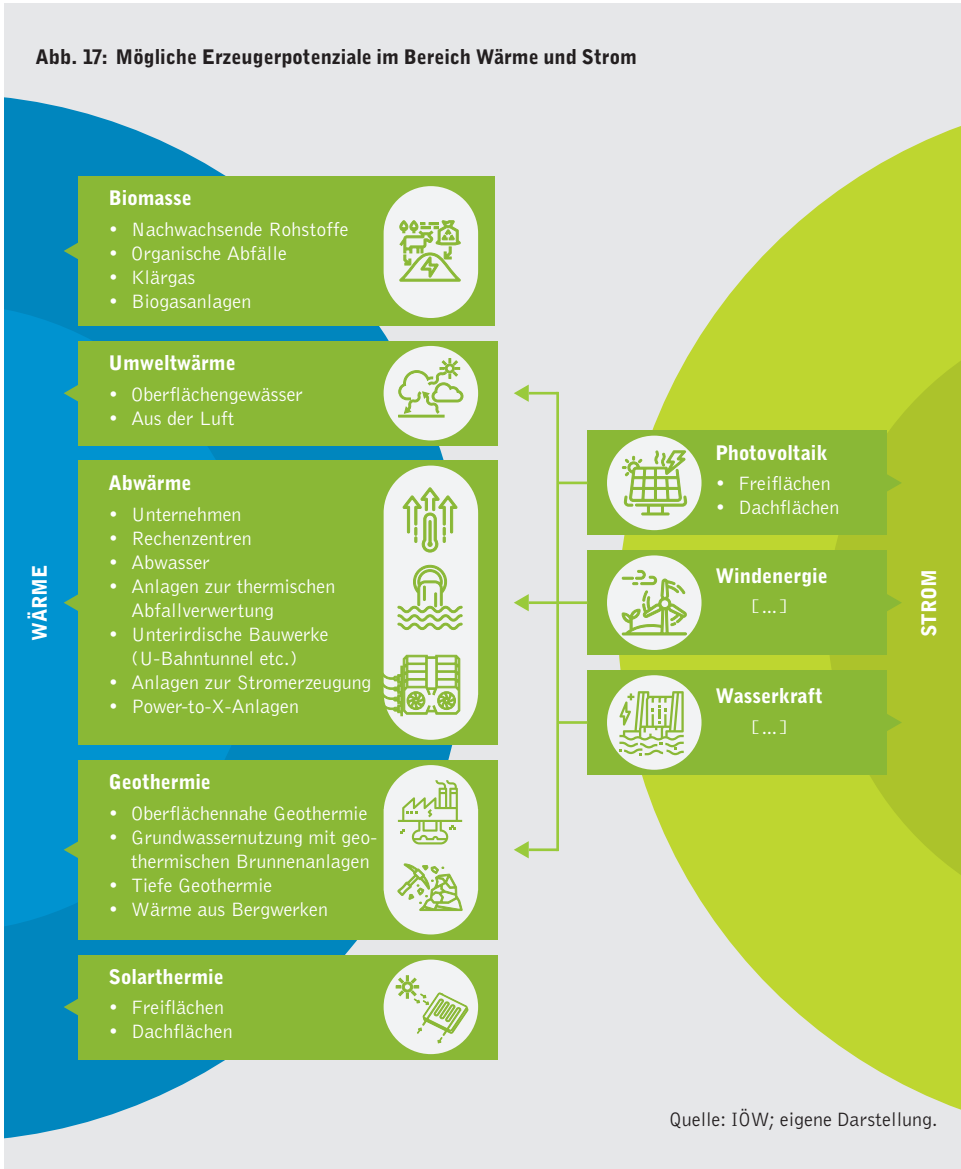 Abb. 17: Mögliche Erzeugerpotenziale im Bereich Wärme und Strom
WÄRME
Biomasse
• Nachwachsende Rohstoffe
• Organische Abfälle
• Klärgas
• Biogasanlagen
Umweltwärme
• Oberflächengewässer
• Aus der Luft
Abwärme
• Unternehmen
• Rechenzentren
• Abwasser
• Anlagen zur thermischen
Abfallverwertung
• Unterirdische Bauwerke
(U-Bahntunnel etc.)
• Anlagen zur Stromerzeugung
• Power-to-X-Anlagen
Geothermie
• Oberflächennahe Geothermie
• Grundwassernutzung mit geo-
thermischen Brunnenanlagen
• Tiefe Geothermie
• Wärme aus Bergwerken
Solarthermie
• Freiflächen
• Dachflächen
Photovoltaik
• Freiflächen
• Dachflächen
Windenergie
[...]
Wasserkraft
[...]
STROM
Quelle: IÖW; eigene Darstellung.